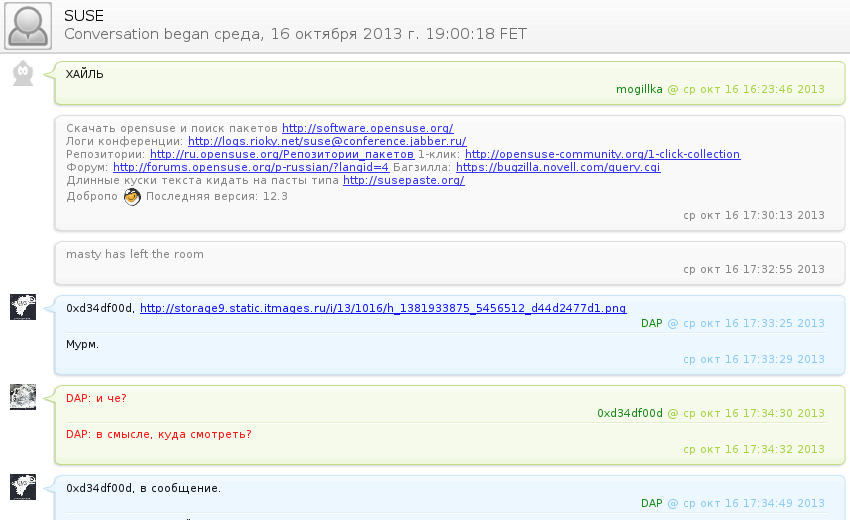 SUSE
Conversation began среда, 16 октября 2013 г. 19:00:18 FET
ХАЙЛЬ
mogillka @ ср окт 16 16:23:46 2013
Скачать opensuse и поиск пакетов http://software.opensuse.org/
Логи конференции: http://logs.rioky.net/suse@conference.jabber.ru/
Репозитории: http://ru.opensuse.org/Репозитории_пакетов 1-клик: http://opensuse-community.org/1-click-collection
Форум: http://forums.opensuse.org/p-russian/?langid=4 Багзилла: https://bugzilla.novell.com/query.cgi
Длинные куски текста кидать на пасты типа http://susepaste.org/
Добропо Последняя версия: 12.3
ср окт 16 17:30:13 2013
masty has left the room
ср окт 16 17:32:55 2013
0xd34df00d, http://storage9.static.itmages.ru/i/13/1016/h_1381933875_5456512_d44d2477d1.png
DAP @ ср окт 16 17:33:25 2013
Мурм.
ср окт 16 17:33:29 2013
DAP: и че?
0xd34df00d @ ср окт 16 17:34:30 2013
DAP: в смысле, куда смотреть?
ср окт 16 17:34:32 2013
0xd34df00d, в сообщение.
DAP @ ср окт 16 17:34:49 2013